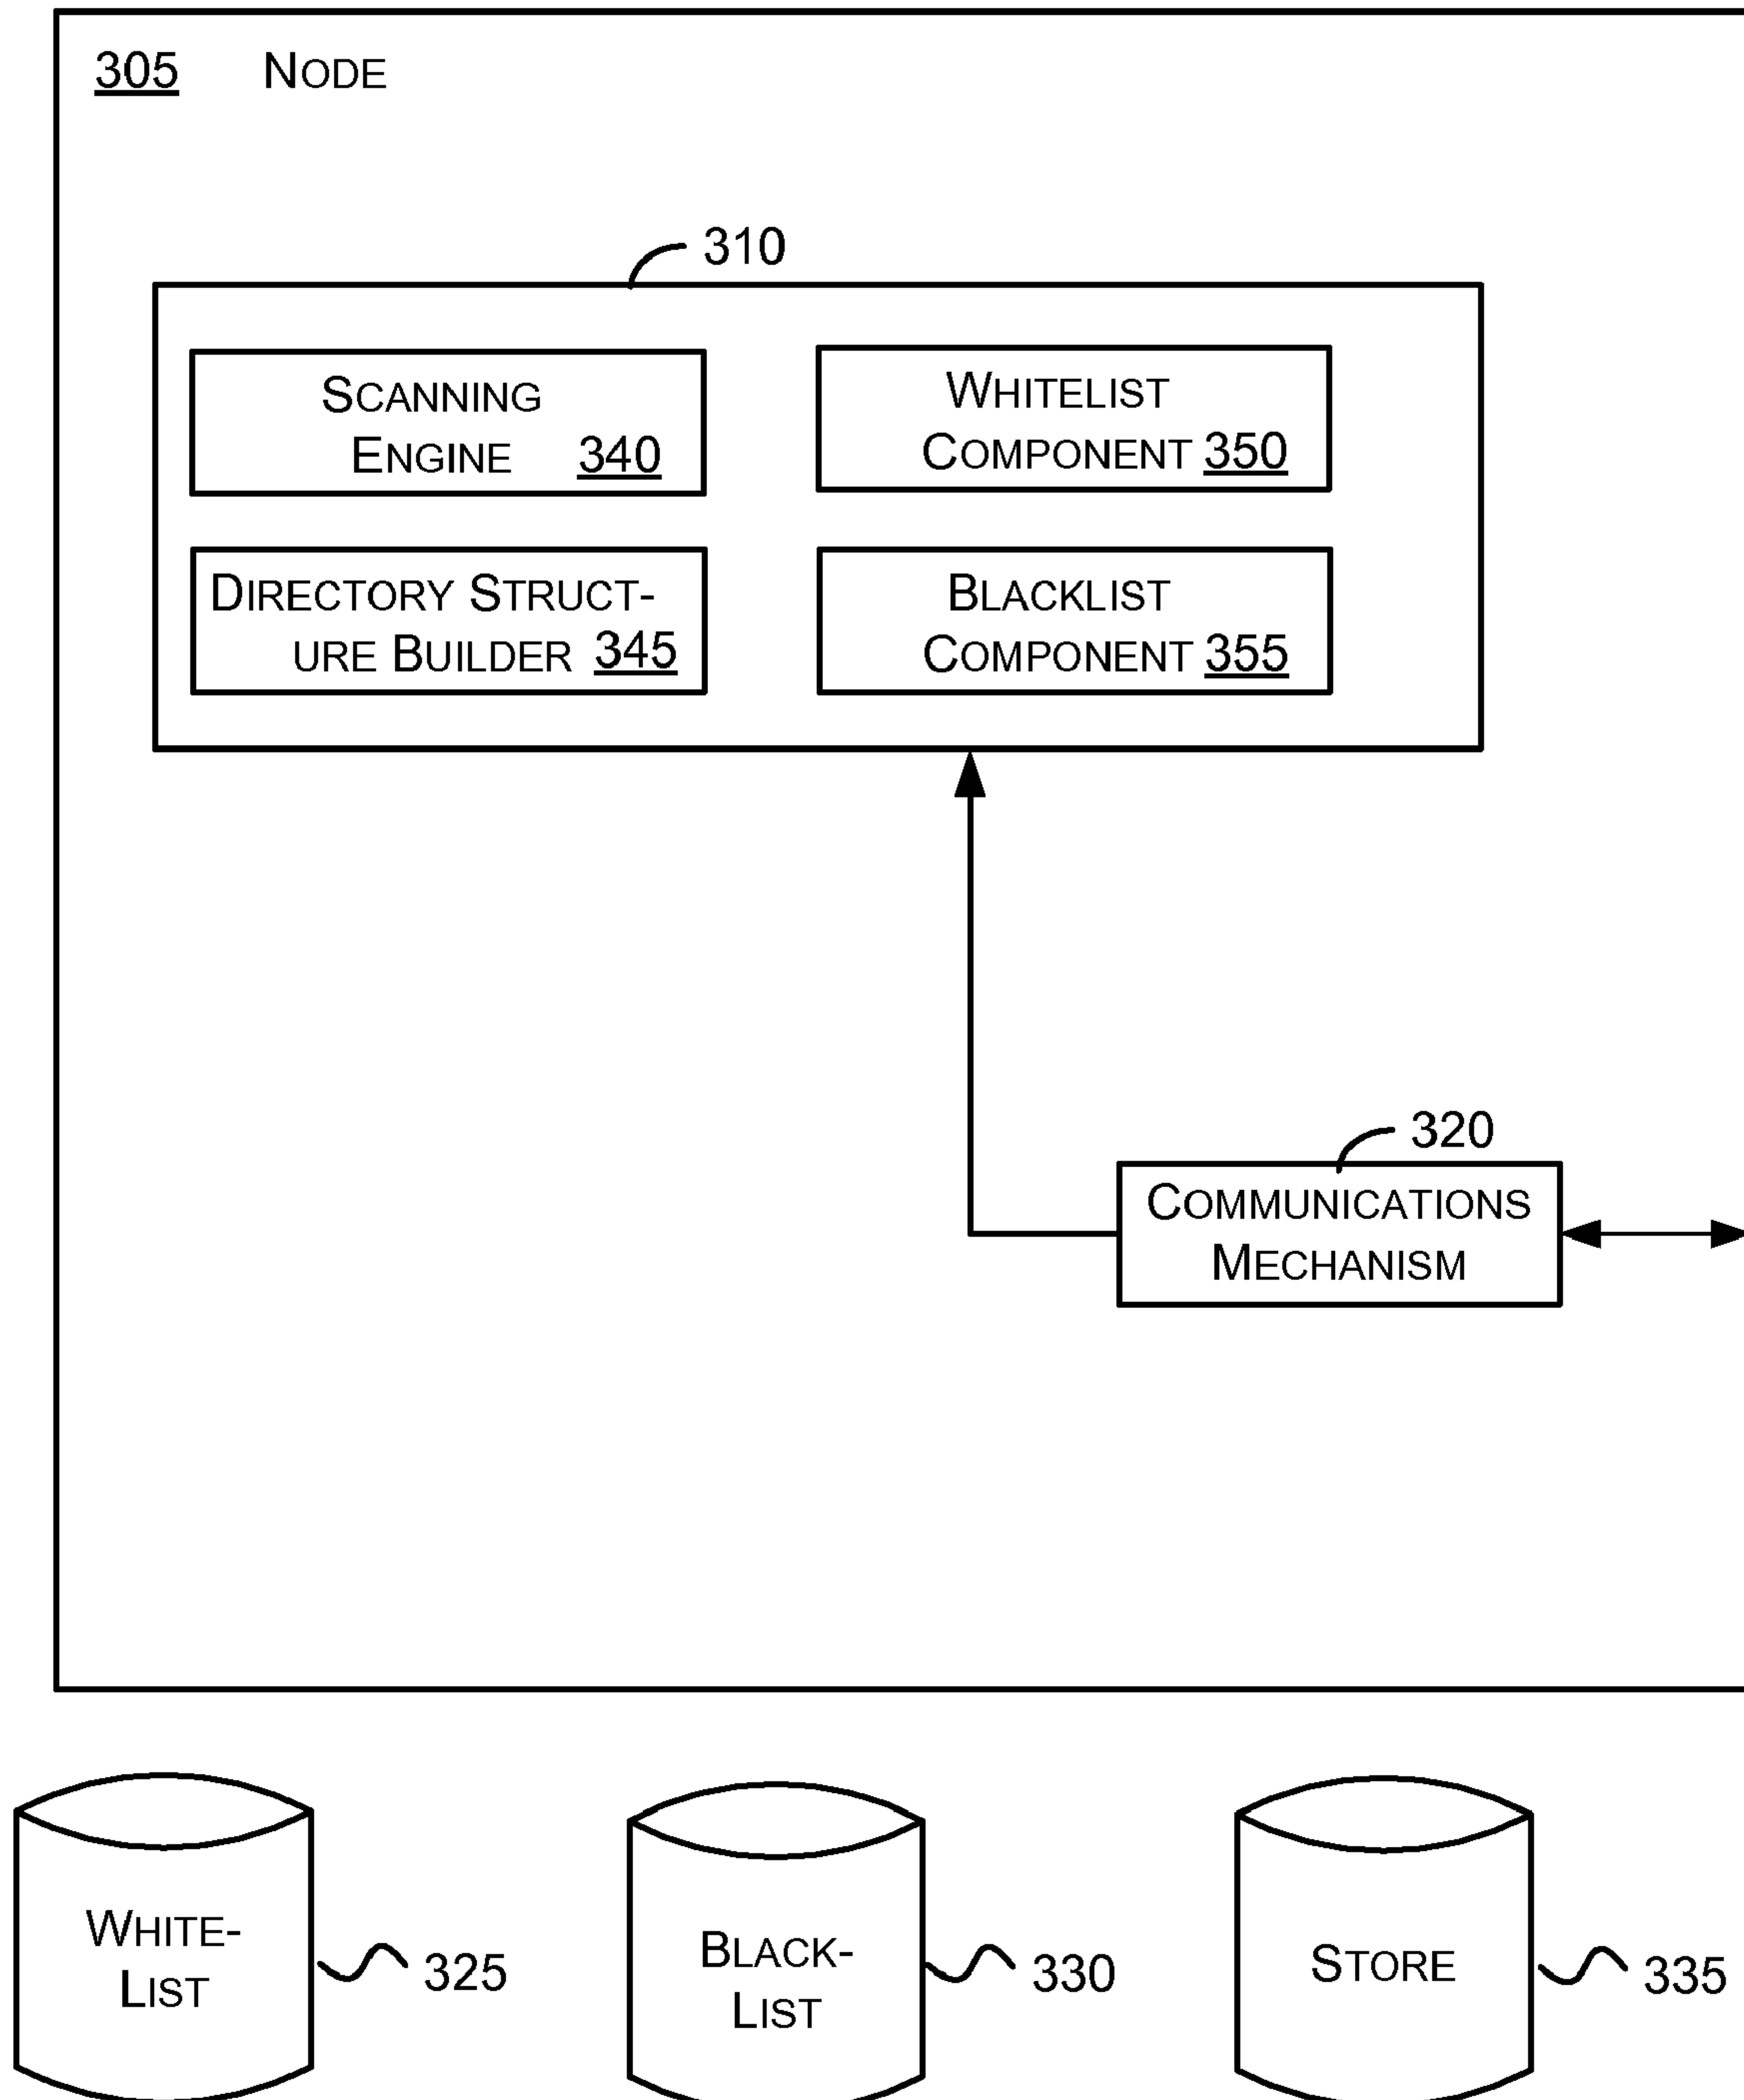 305 NODE
310
SCANNING
ENGINE 340
WHITELIST
COMPONENT 350
DIRECTORY STRUCT-
URE BUILDER 345
BLACKLIST
COMPONENT 355
320
COMMUNICATIONS
MECHANISM
WHITE-
LIST
325
BLACK-
LIST
330
STORE
335